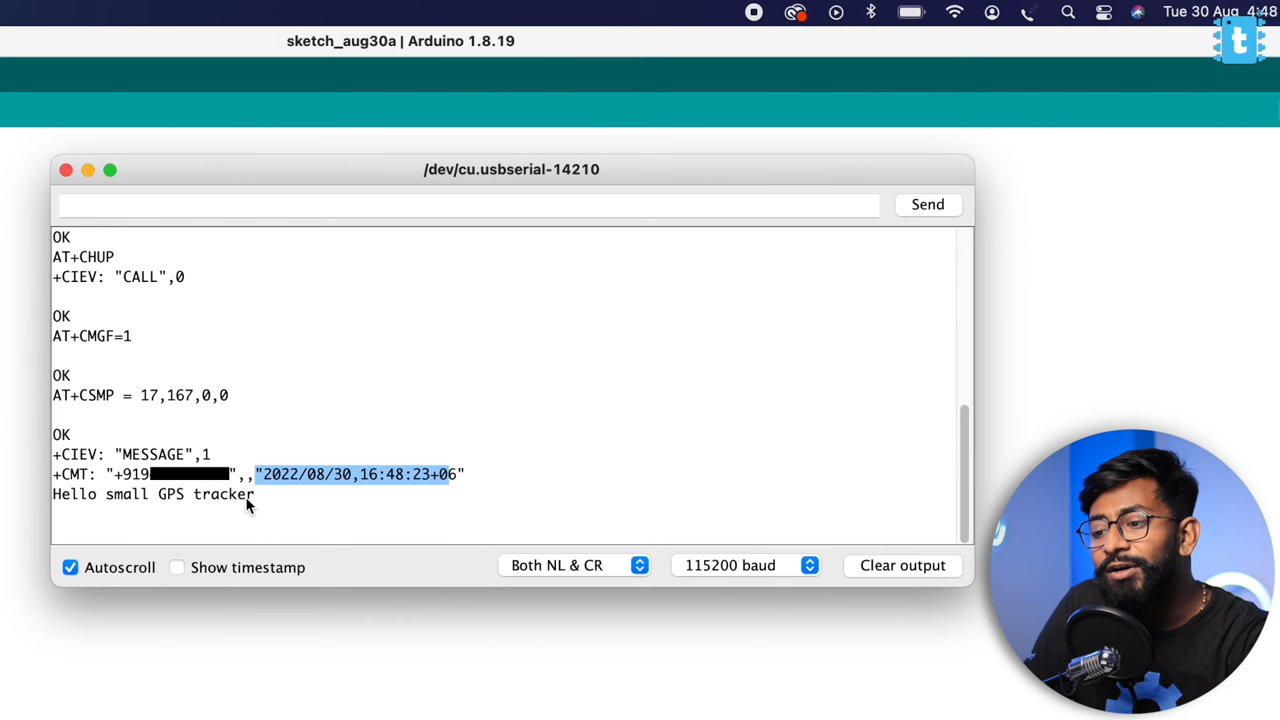 Tue 30 Aug 4:48
sketch_aug30a | Arduino 1.8.19
t
/dev/cu.usbserial-14210
Send
OK
AT+CHUP
+CIEV: "CALL",0
OK
AT+CMGF=1
OK
AT+CSMP = 17,167,0,0
OK
+CIEV: "MESSAGE",1
+CMT: "+919 ",,"2022/08/30,16:48:23+06"
Hello small GPS tracker
Autoscroll Show timestamp Both NL & CR 115200 baud Clear output